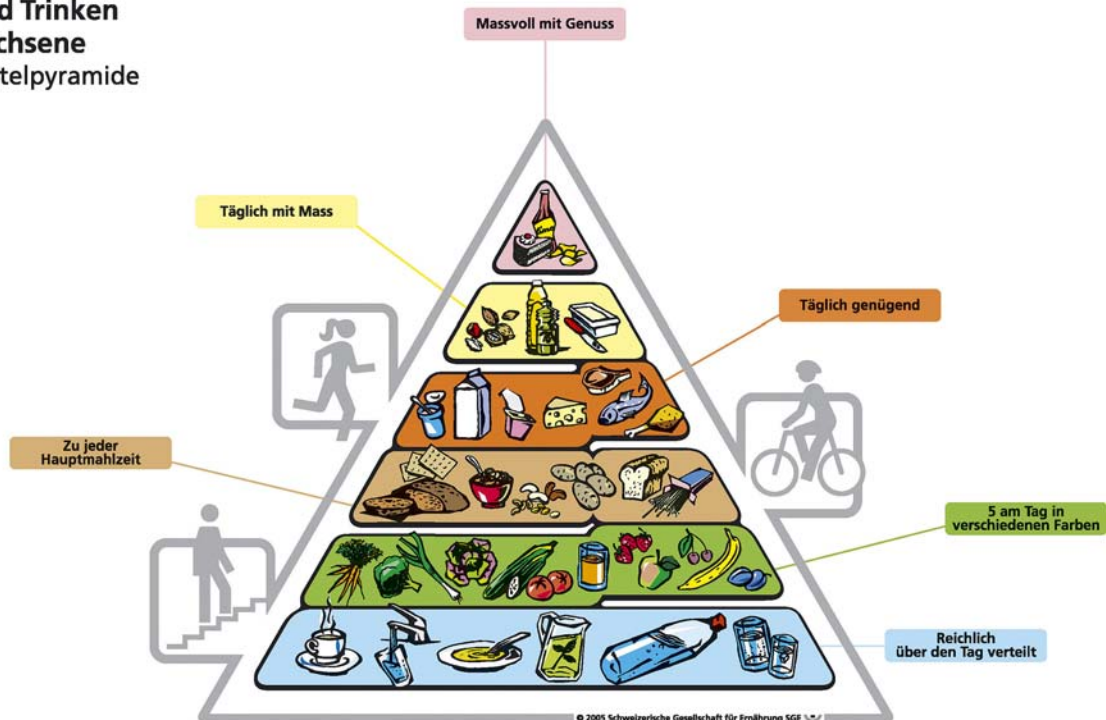 d Trinken
chsene
telpyramide
Massvoll mit Genuss
Täglich mit Mass
Täglich genügend
Zu jeder
Hauptmahlzeit
5 am Tag in
verschiedenen Farben
Reichlich
über den Tag verteilt
© 2005 Schweizerische Gesellschaft für Ernährung SGE